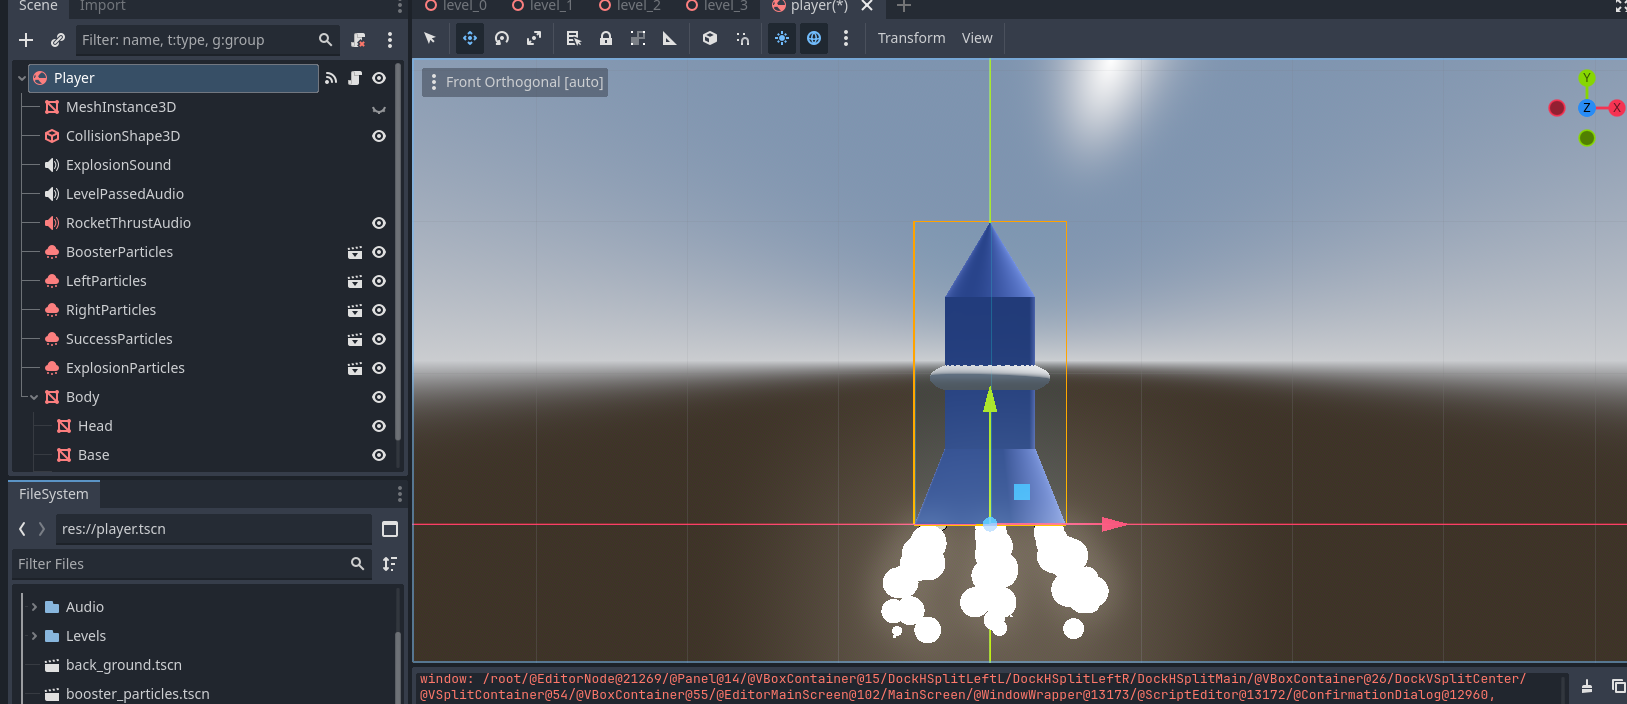 Scene Import
level_0 level_1 level_2 level_3 player(*)
Filter: name, t:type, g:group
Transform View
Player
Front Orthogonal [auto]
Y
Z X
MeshInstance3D
CollisionShape3D
ExplosionSound
LevelPassedAudio
RocketThrustAudio
BoosterParticles
LeftParticles
RightParticles
SuccessParticles
ExplosionParticles
Body
Head
Base
FileSystem
res://player.tscn
Filter Files
Audio
Levels
back_ground.tscn
booster_particles.tscn
window: /root/@EditorNode@21269/@Panel@14/@VBoxContainer@15/DockHSplitLeftL/DockHSplitLeftR/DockHSplitMain/@VBoxContainer@26/DockVSplitCenter/
@VSplitContainer@54/@VBoxContainer@55/@EditorMainScreen@102/MainScreen/@WindowWrapper@13173/@ScriptEditor@13172/@ConfirmationDialog@12960,